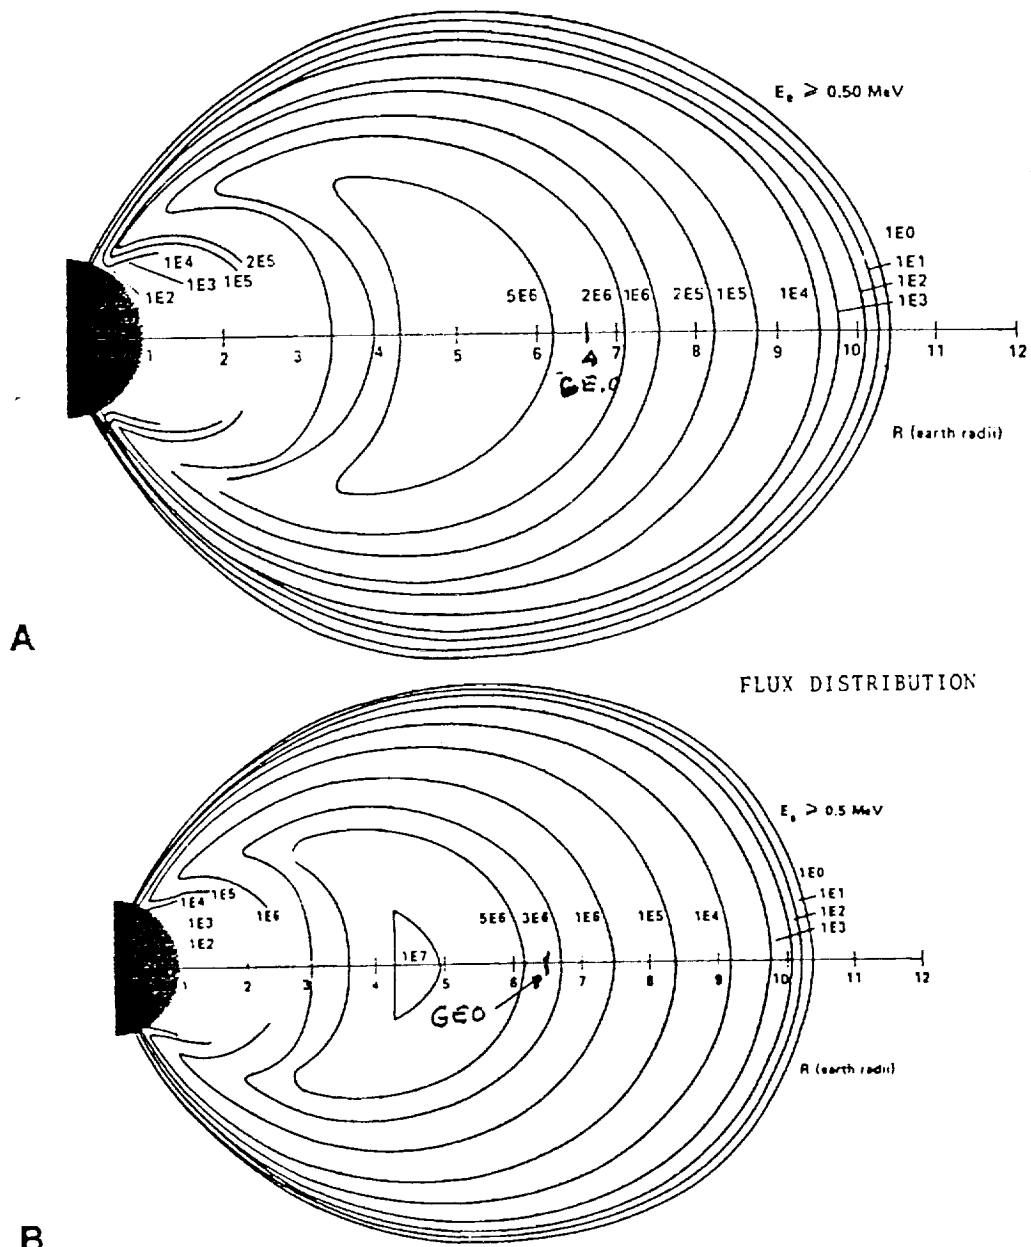 E_e ≥ 0.50 MeV
1E0
1E1
1E2
1E3
1E4
2E5
1E3
1E5
1E2
5E6
2E6
1E6
2E5
1E5
1E4
1 2 3 4 5 6 7 8 9 10 11 12
GEO
R (earth radii)
A
FLUX DISTRIBUTION
E_e ≥ 0.5 MeV
1E0
1E1
1E2
1E3
1E5
1E4
1E6
1E3
1E2
1E7
5E6
3E6
1E6
1E5
1E4
1 2 3 4 5 6 7 8 9 10 11 12
GEO
R (earth radii)
B